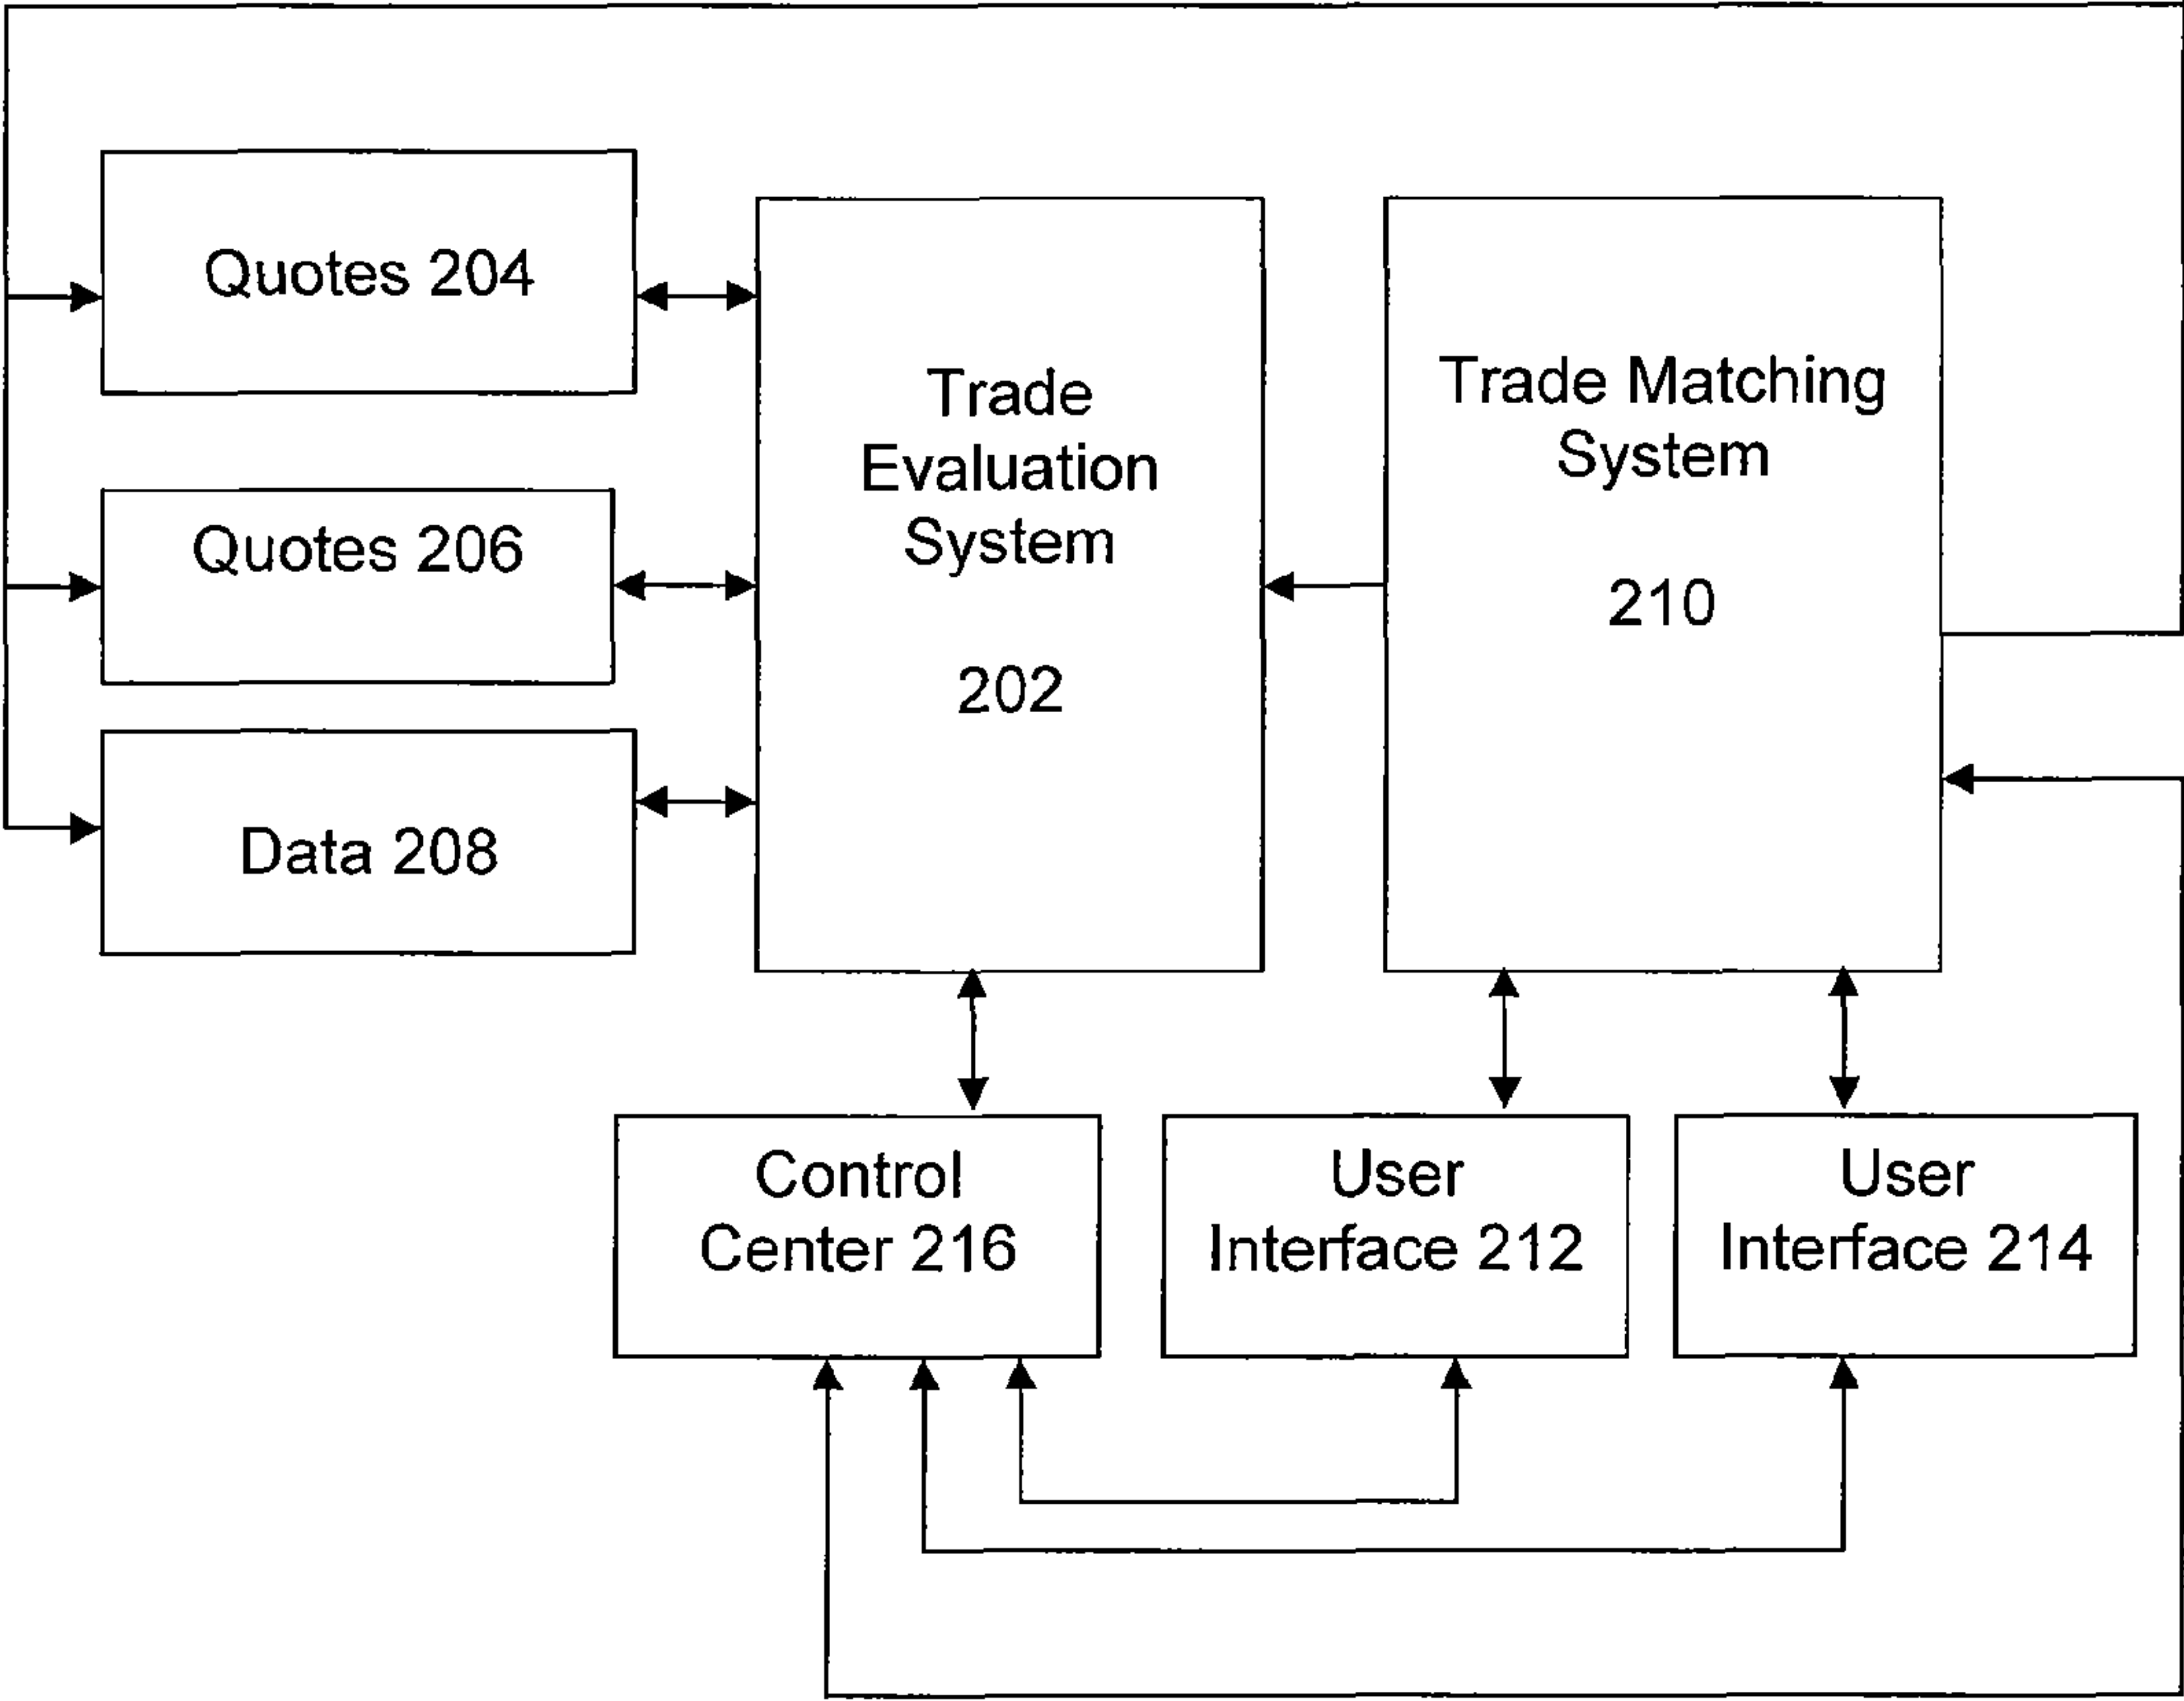 Quotes 204
Quotes 206
Data 208
Trade
Evaluation
System
202
Trade Matching
System
210
Control
Center 216
User
Interface 212
User
Interface 214